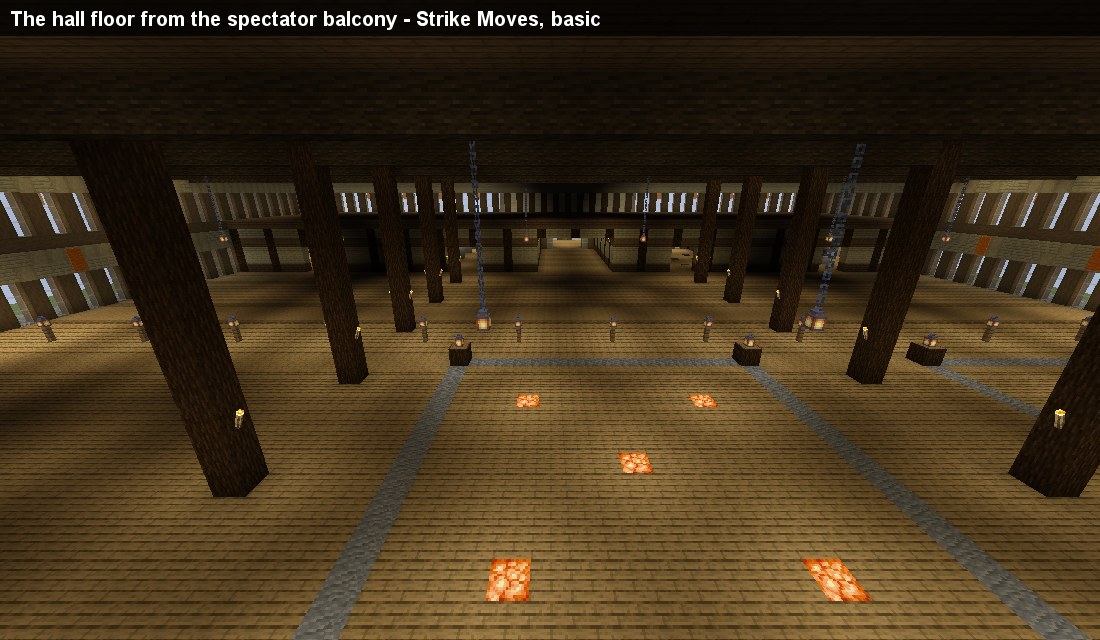 The hall floor from the spectator balcony - Strike Moves, basic